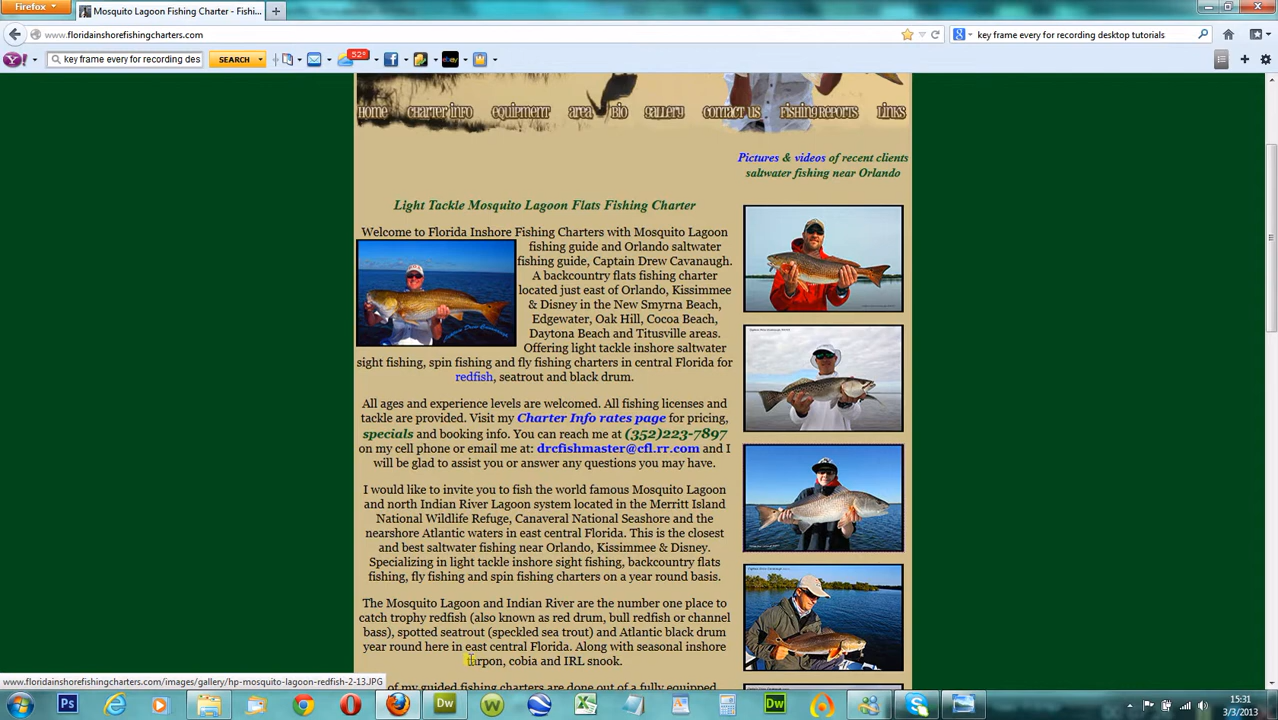 Firefox
Mosquito Lagoon Fishing Charter - Fishi...
www.floridainshorefishingcharters.com
key frame every for recording desktop tutorials
key frame every for recording des
SEARCH
52°
Home
Charter Info
equipment
area
Bio
gallery
Contact Us
Fishing Reports
Links
Pictures & videos of recent clients
saltwater fishing near Orlando
Light Tackle Mosquito Lagoon Flats Fishing Charter
Welcome to Florida Inshore Fishing Charters with Mosquito Lagoon
fishing guide and Orlando saltwater
fishing guide, Captain Drew Cavanaugh.
A backcountry flats fishing charter
located just east of Orlando, Kissimmee
& Disney in the New Smyrna Beach,
Edgewater, Oak Hill, Cocoa Beach,
Daytona Beach and Titusville areas.
Offering light tackle inshore saltwater
sight fishing, spin fishing and fly fishing charters in central Florida for
redfish, seatrout and black drum.
All ages and experience levels are welcomed. All fishing licenses and
tackle are provided. Visit my Charter Info rates page for pricing,
specials and booking info. You can reach me at (352)223-7897
on my cell phone or email me at: drcfishmaster@cfl.rr.com and I
will be glad to assist you or answer any questions you may have.
I would like to invite you to fish the world famous Mosquito Lagoon
and north Indian River Lagoon system located in the Merritt Island
National Wildlife Refuge, Canaveral National Seashore and the
nearshore Atlantic waters in east central Florida. This is the closest
and best saltwater fishing near Orlando, Kissimmee & Disney.
Specializing in light tackle inshore sight fishing, backcountry flats
fishing, fly fishing and spin fishing charters on a year round basis.
The Mosquito Lagoon and Indian River are the number one place to
catch trophy redfish (also known as red drum, bull redfish or channel
bass), spotted seatrout (speckled sea trout) and Atlantic black drum
year round here in east central Florida. Along with seasonal inshore
tarpon, cobia and IRL snook.
of my guided fishing charters are done out of a fully equipped
www.floridainshorefishingcharters.com/images/gallery/hp-mosquito-lagoon-redfish-2-13.JPG
Ps
Dw
W
Dw
15:31
3/3/2013